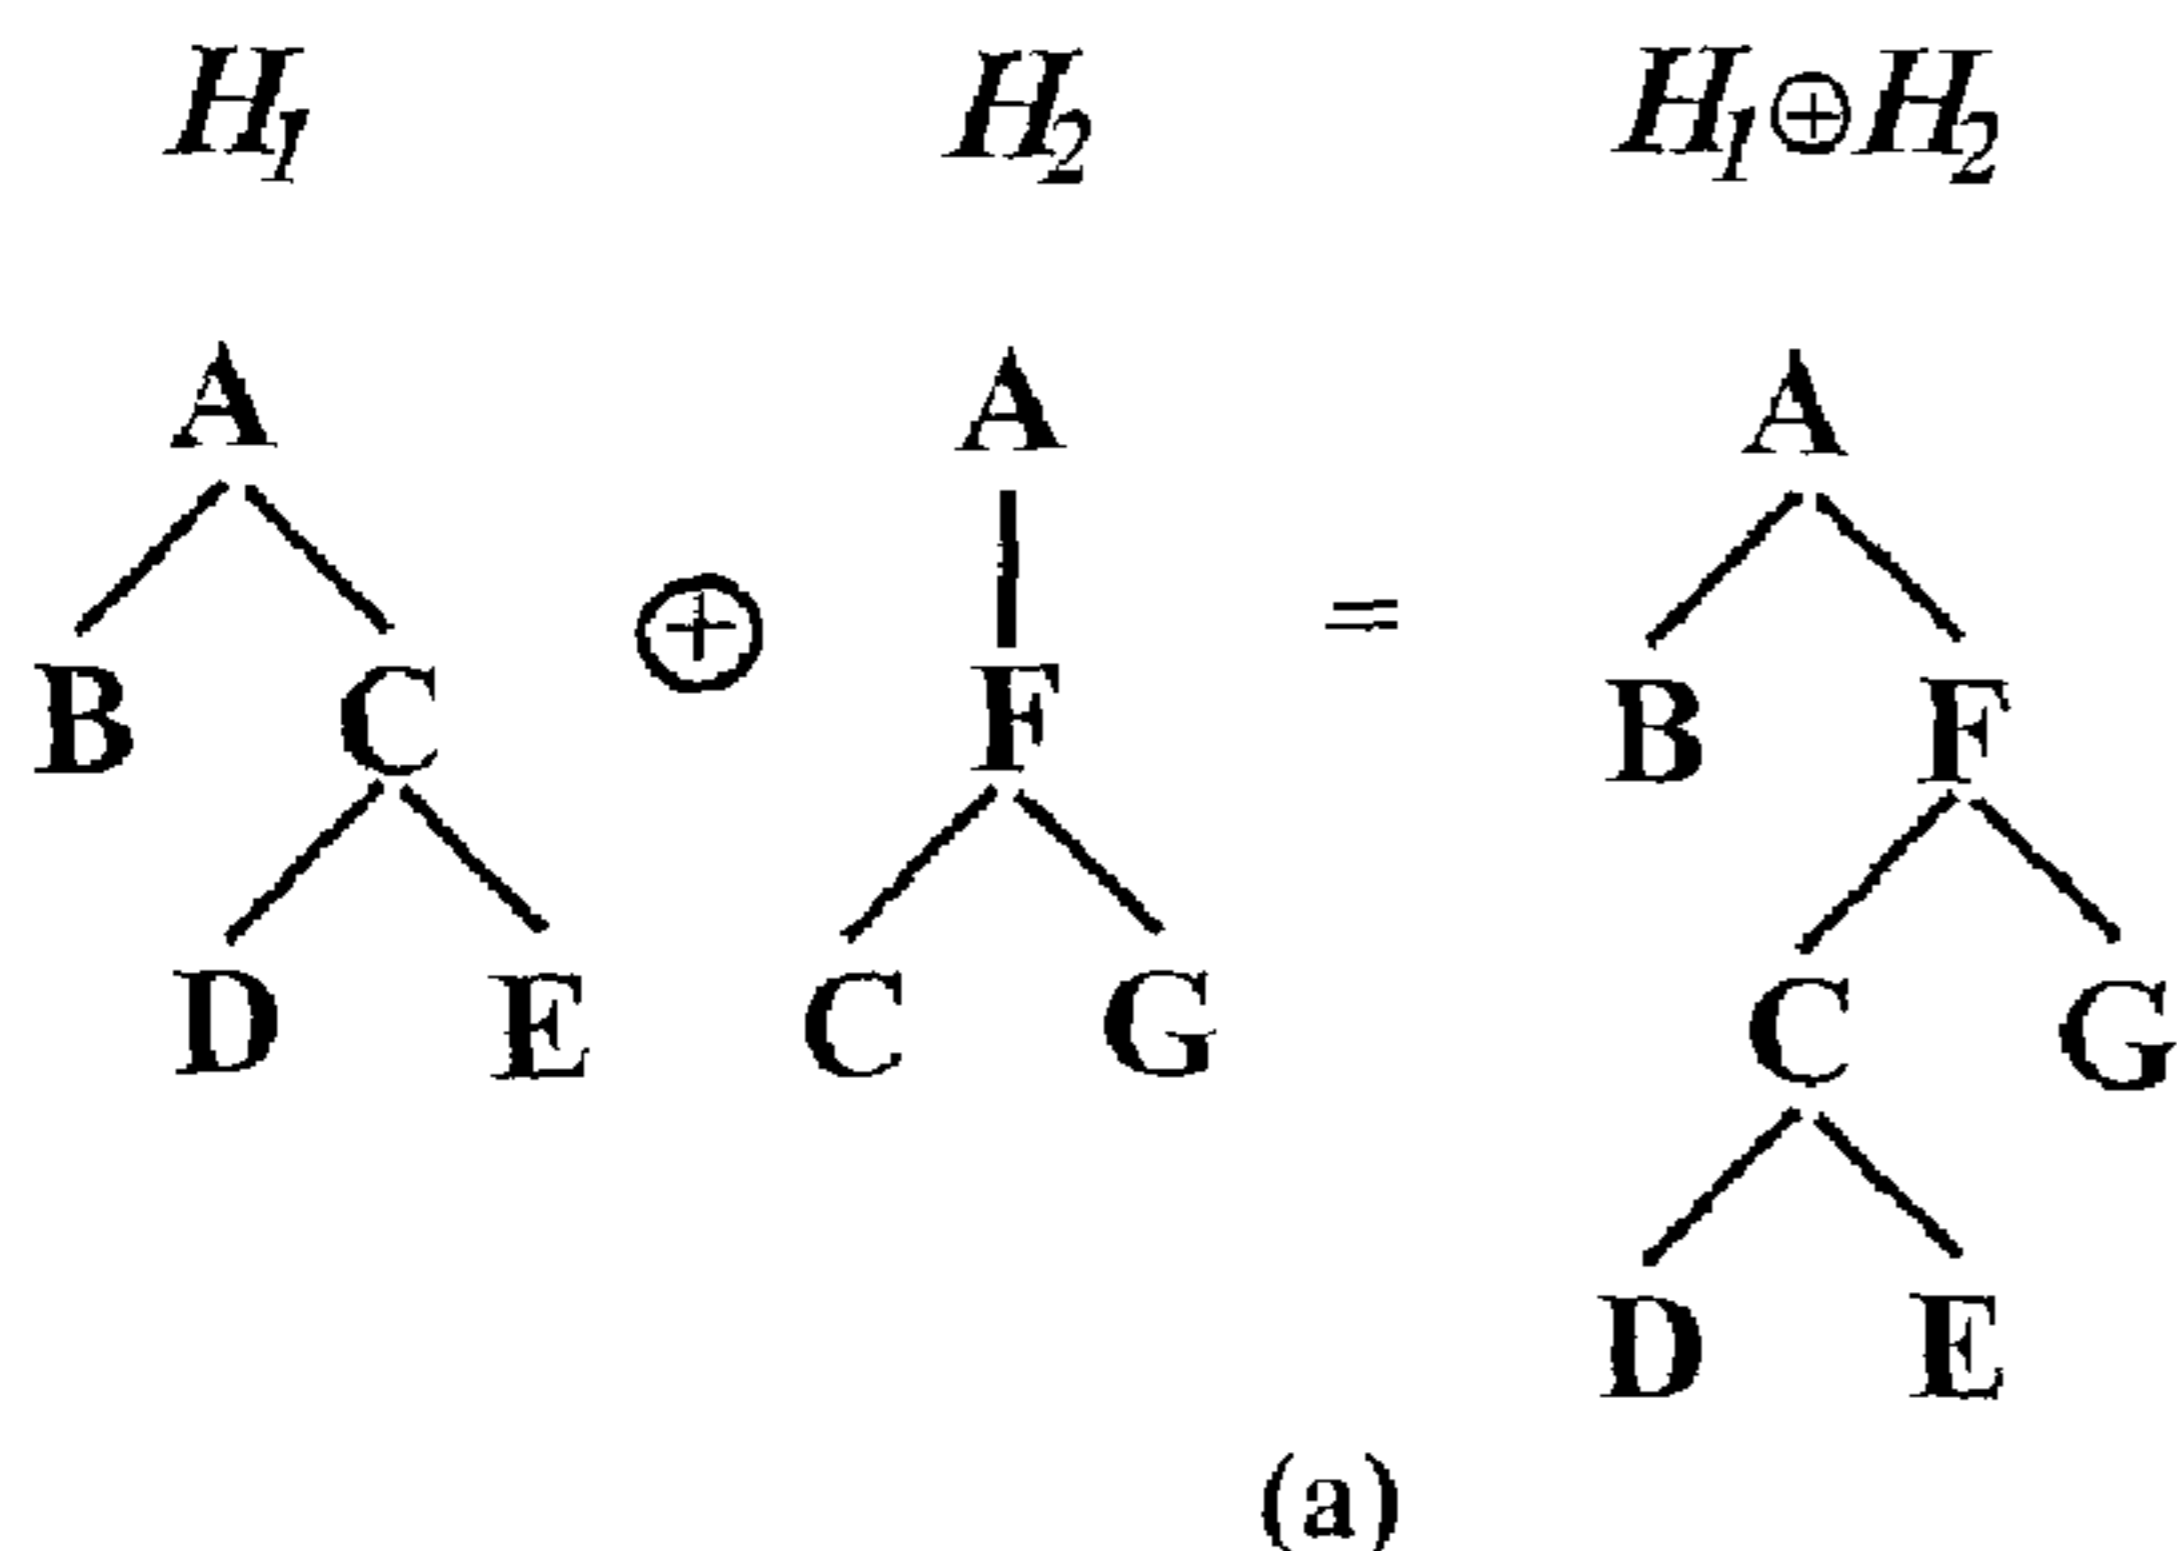 H1 H2 H1⊕H2
A A A
⊕ =
B C F B F
D E C G C G
D E
(a)